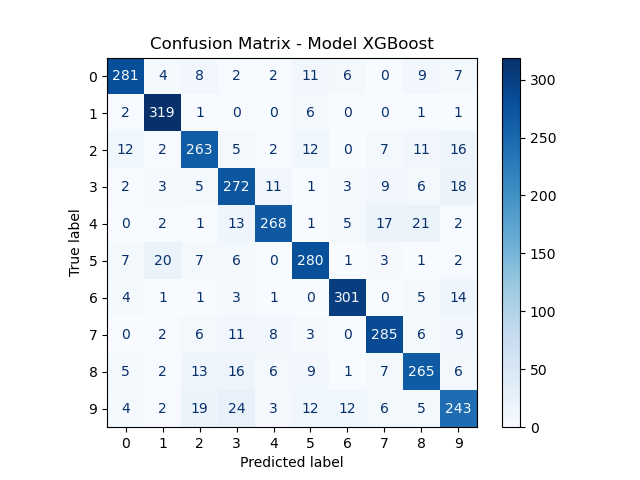 Confusion Matrix - Model XGBoost
0 281 4 8 2 2 11 6 0 9 7
1 2 319 1 0 0 6 0 0 1 1
2 12 2 263 5 2 12 0 7 11 16
3 2 3 5 272 11 1 3 9 6 18
4 0 2 1 13 268 1 5 17 21 2
5 7 20 7 6 0 280 1 3 1 2
6 4 1 1 3 1 0 301 0 5 14
7 0 2 6 11 8 3 0 285 6 9
8 5 2 13 16 6 9 1 7 265 6
9 4 2 19 24 3 12 12 6 5 243
0 1 2 3 4 5 6 7 8 9
Predicted label
True label
300
250
200
150
100
50
0